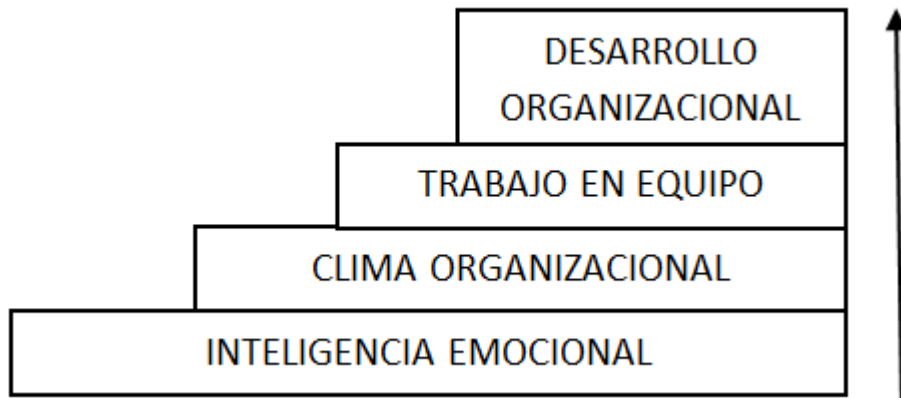 DESARROLLO
ORGANIZACIONAL
TRABAJO EN EQUIPO
CLIMA ORGANIZACIONAL
INTELIGENCIA EMOCIONAL